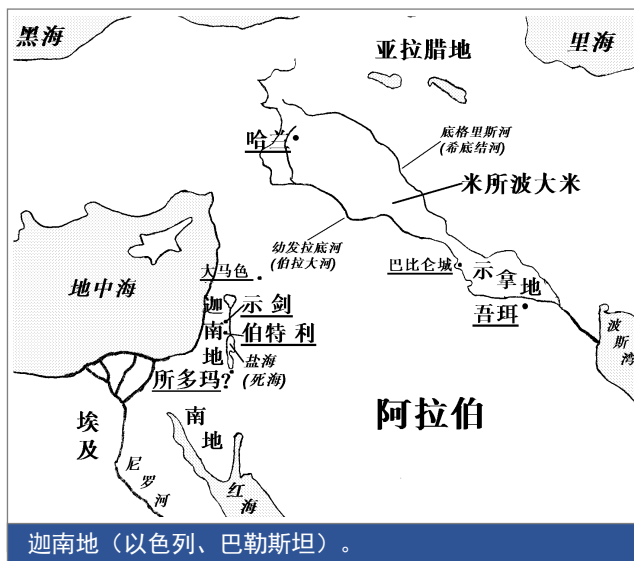 黑海
里海
亚拉腊地
底格里斯河
(希底结河)
哈兰
米所波大米
幼发拉底河
(伯拉大河)
巴比仑城
示拿地
大马色
地中海
迦南地
示剑
吾珥
波斯湾
伯特利
盐海
(死海)
所多玛?
阿拉伯
南地
埃及
尼罗河
红海
迦南地（以色列、巴勒斯坦）。